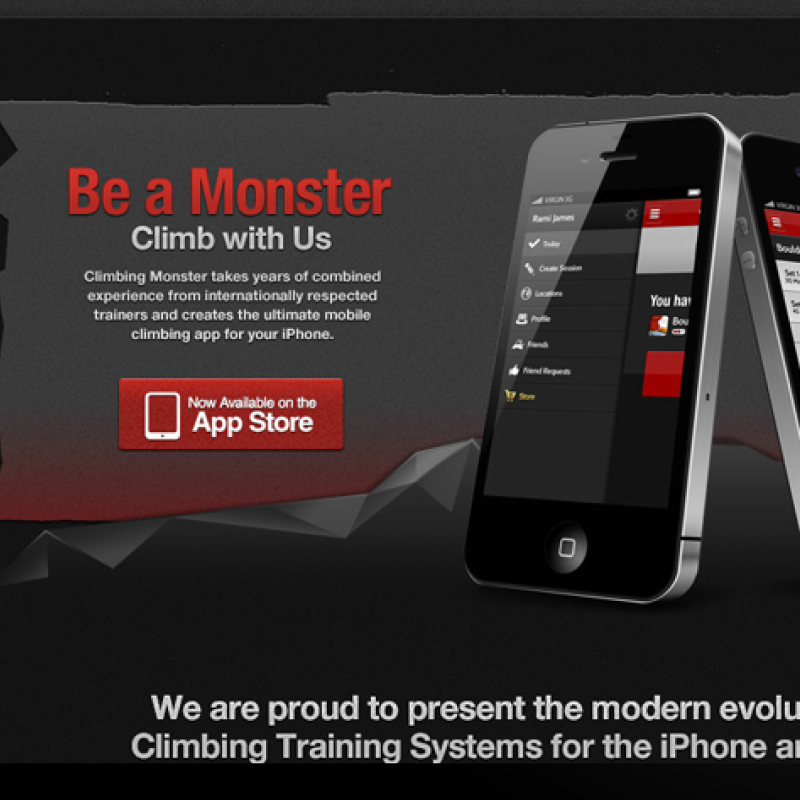 Be a Monster
Climb with Us
Climbing Monster takes years of combined
experience from internationally respected
trainers and creates the ultimate mobile
climbing app for your iPhone.
Now Available on the
App Store
VIRGIN 3G
Rami James
Today
Create Session
Locations
Profile
Friends
Friend Requests
Store
You hav
Bou
VIRGIN
Bould
Set 1
We are proud to present the modern evolu
Climbing Training Systems for the iPhone an